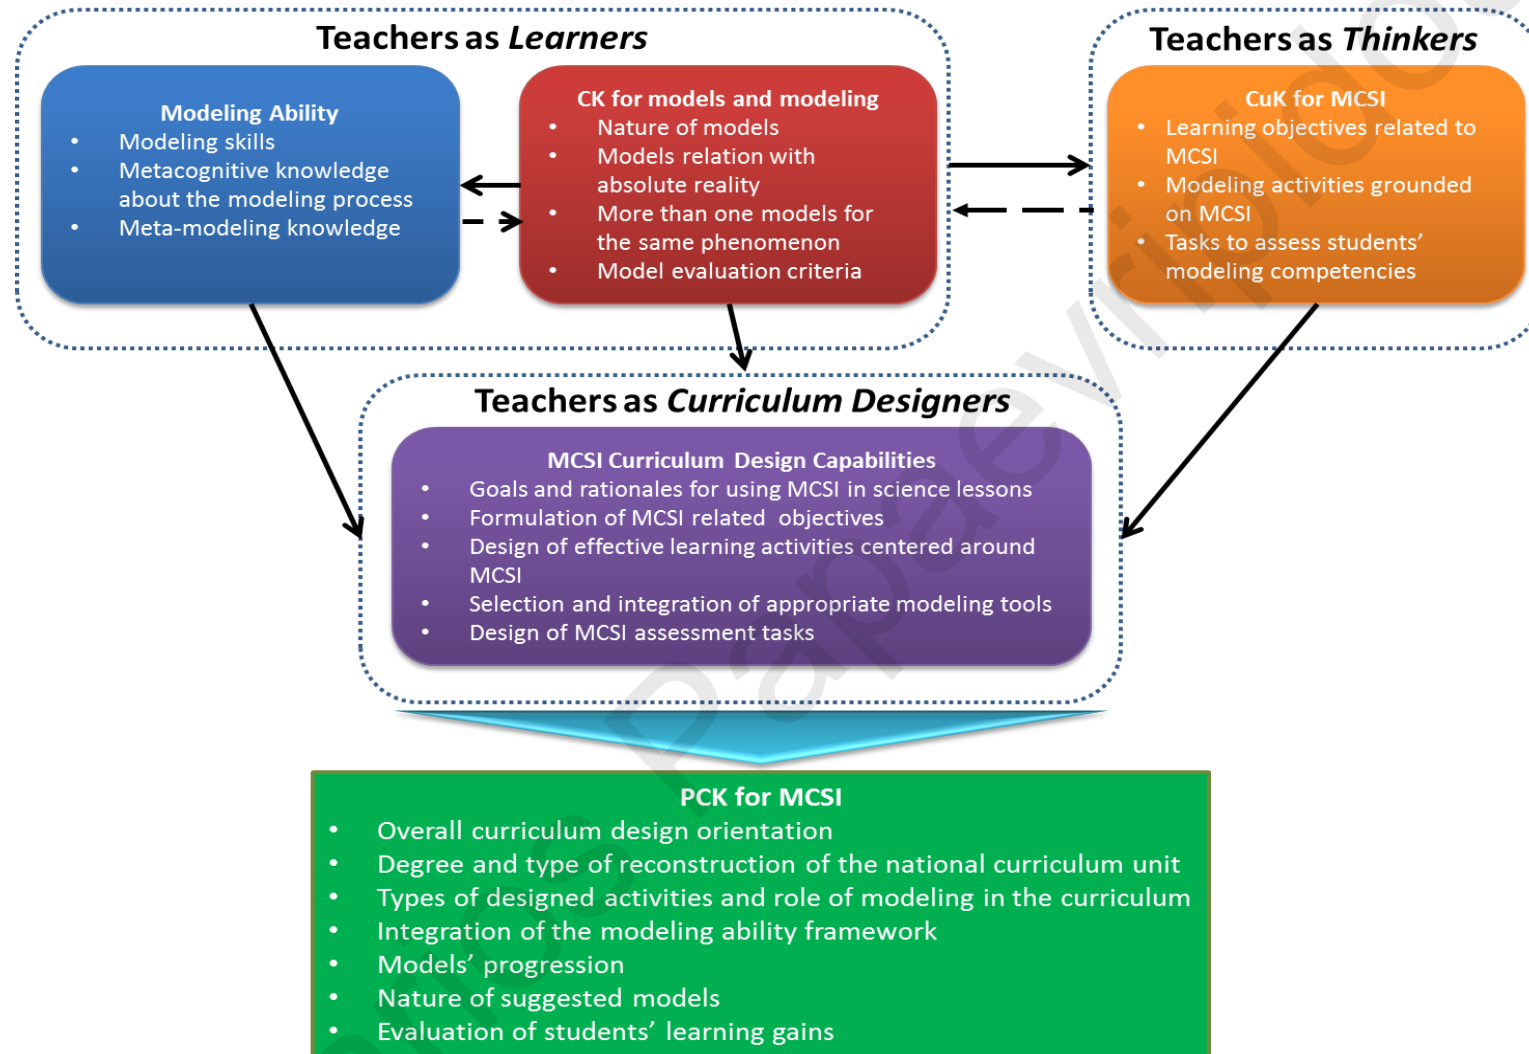 Teachers as Learners
Modeling Ability
• Modeling skills
• Metacognitive knowledge
about the modeling process
• Meta-modeling knowledge
CK for models and modeling
• Nature of models
• Models relation with
absolute reality
• More than one models for
the same phenomenon
• Model evaluation criteria
Teachers as Thinkers
CuK for MCSI
• Learning objectives related to
MCSI
• Modeling activities grounded
on MCSI
• Tasks to assess students’
modeling competencies
Teachers as Curriculum Designers
MCSI Curriculum Design Capabilities
• Goals and rationales for using MCSI in science lessons
• Formulation of MCSI related objectives
• Design of effective learning activities centered around
MCSI
• Selection and integration of appropriate modeling tools
• Design of MCSI assessment tasks
PCK for MCSI
• Overall curriculum design orientation
• Degree and type of reconstruction of the national curriculum unit
• Types of designed activities and role of modeling in the curriculum
• Integration of the modeling ability framework
• Models’ progression
• Nature of suggested models
• Evaluation of students’ learning gains